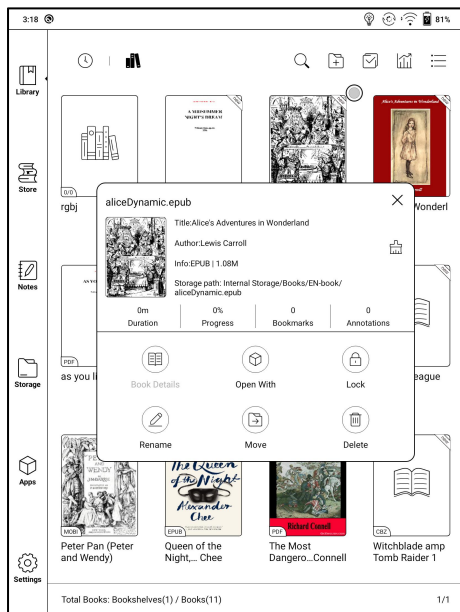 3:18
81%
Library
Store
Notes
Storage
Apps
Settings
A MIDSUMMER
NIGHT'S DREAM
Alice's Adventures in Wonderland
0/0
rgbj
Wonderl
aliceDynamic.epub
Title:Alice's Adventures in Wonderland
Author:Lewis Carroll
Info:EPUB | 1.08M
Storage path: Internal Storage/Books/EN-book/
aliceDynamic.epub
0m
Duration
0%
Progress
0
Bookmarks
0
Annotations
Book Details
Open With
Lock
Rename
Move
Delete
PDF
as you li
eague
PETER
AND
WENDY
MOBI
Peter Pan (Peter
and Wendy)
The Queen
of the Night
Alexander
Chee
EPUB
Queen of the
Night,... Chee
Richard Connell
PDF
The Most
Dangero...Connell
CBZ
Witchblade amp
Tomb Raider 1
Total Books: Bookshelves(1) / Books(11)
1/1